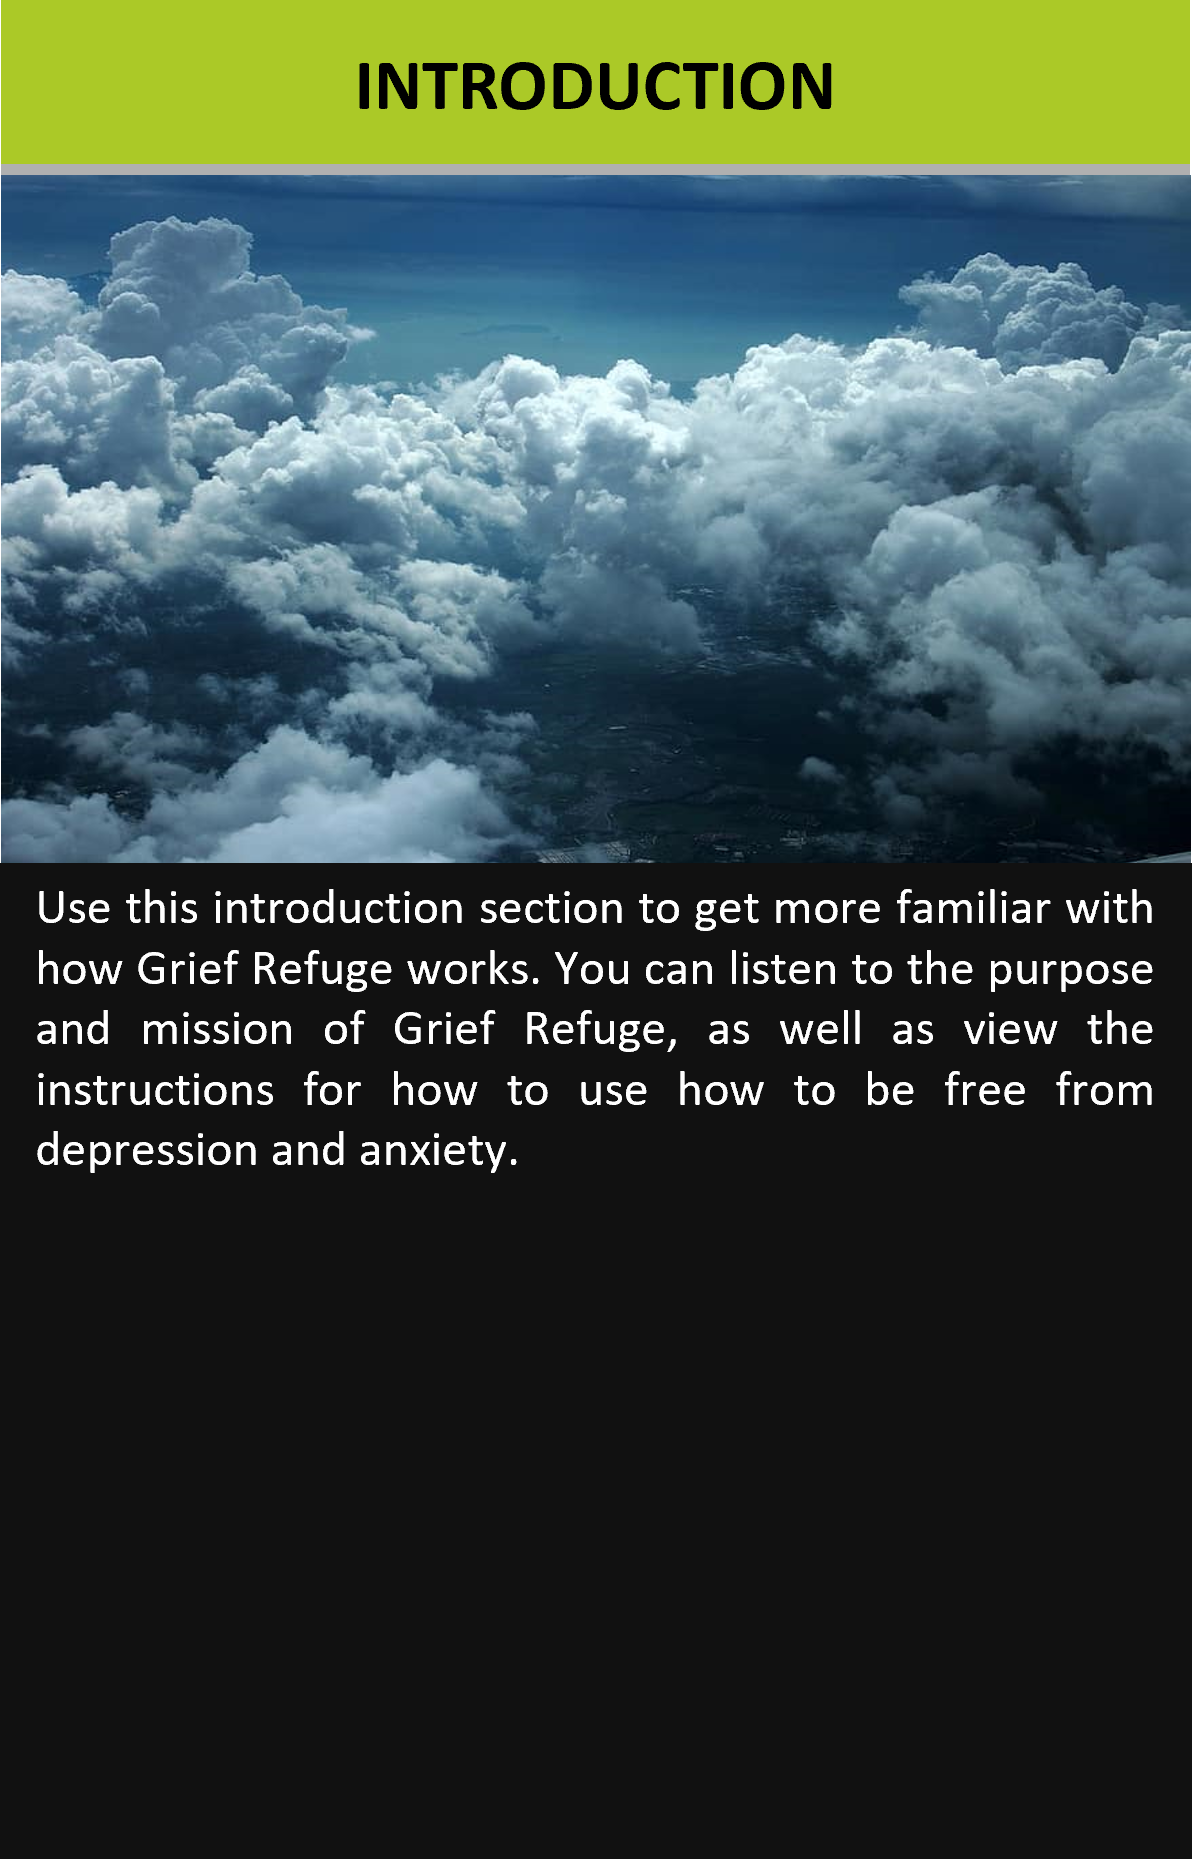 INTRODUCTION
Use this introduction section to get more familiar with
how Grief Refuge works. You can listen to the purpose
and mission of Grief Refuge, as well as view the
instructions for how to use how to be free from
depression and anxiety.